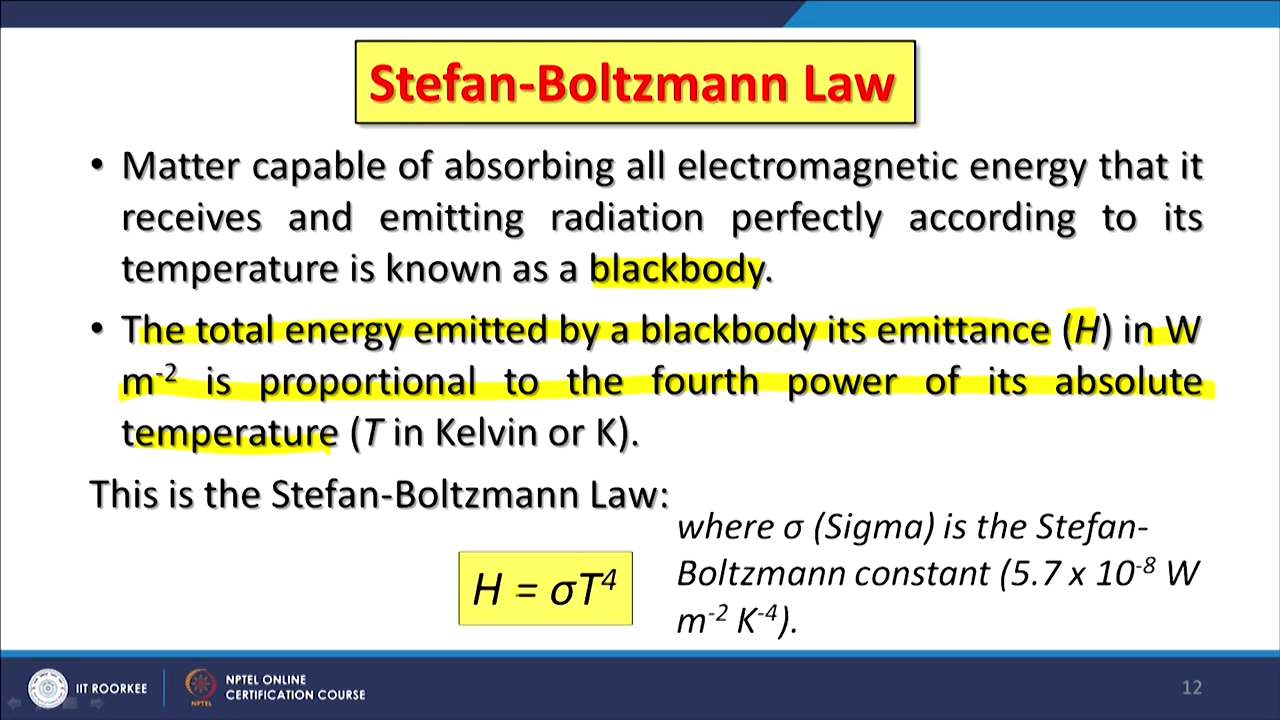 Stefan-Boltzmann Law
• Matter capable of absorbing all electromagnetic energy that it
receives and emitting radiation perfectly according to its
temperature is known as a blackbody.
• The total energy emitted by a blackbody its emittance (H) in W
m⁻² is proportional to the fourth power of its absolute
temperature (T in Kelvin or K).
This is the Stefan-Boltzmann Law:
H = σT⁴
where σ (Sigma) is the Stefan-
Boltzmann constant (5.7 x 10⁻⁸ W
m⁻² K⁻⁴).
IIT ROORKEE
NPTEL
NPTEL ONLINE
CERTIFICATION COURSE
12